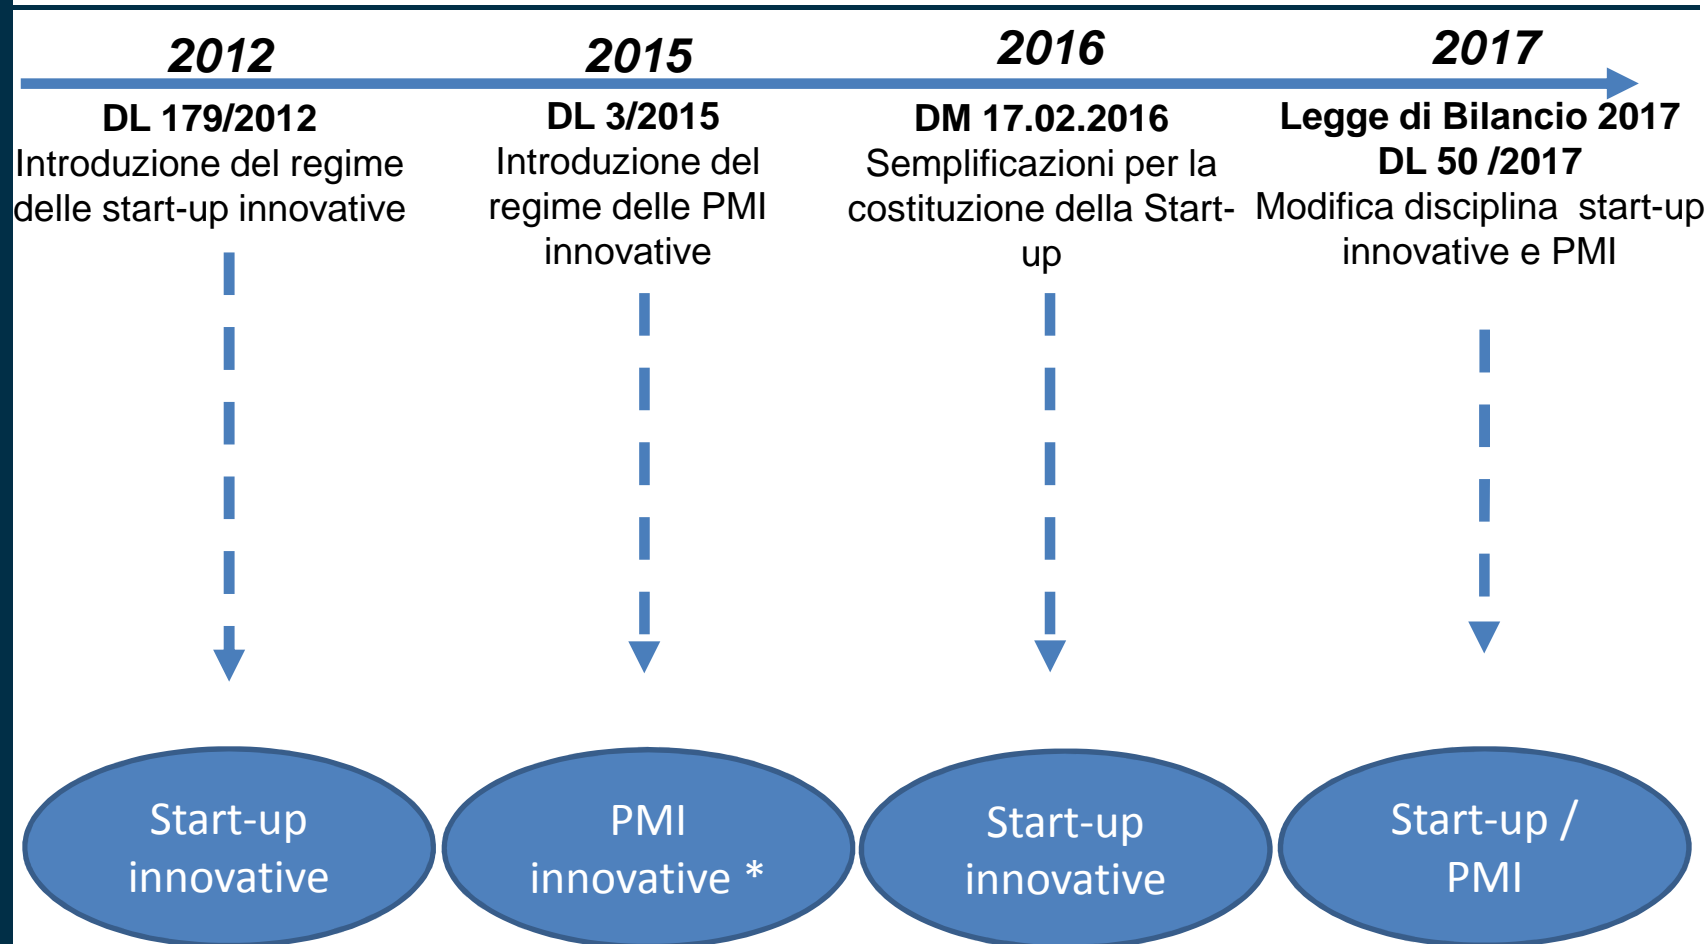 2012
DL 179/2012
Introduzione del regime
delle start-up innovative
2015
DL 3/2015
Introduzione del
regime delle PMI
innovative
2016
DM 17.02.2016
Semplificazioni per la
costituzione della Start-
up
2017
Legge di Bilancio 2017
DL 50 /2017
Modifica disciplina  start-up
innovative e PMI
Start-up
innovative
PMI
innovative *
Start-up
innovative
Start-up /
PMI